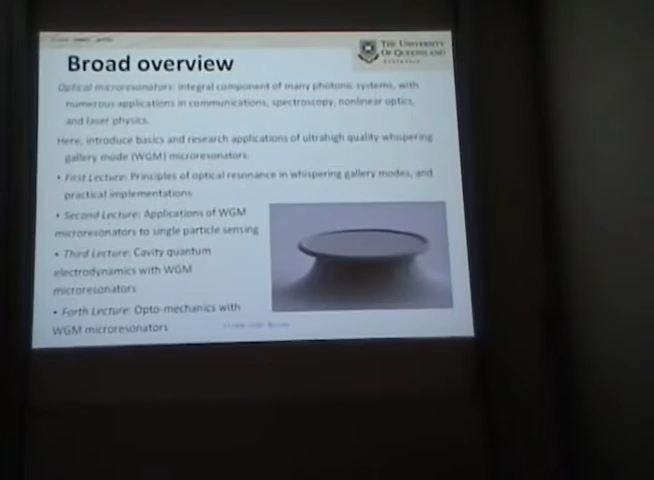 Broad overview
THE UNIVERSITY
OF QUEENSLAND
AUSTRALIA
Optical microresonators: integral component of many photonic systems, with
numerous applications in communications, spectroscopy, nonlinear optics,
and laser physics.
Here, introduce basics and research applications of ultrahigh quality whispering
gallery mode (WGM) microresonators.
• First Lecture: Principles of optical resonance in whispering gallery modes, and
practical implementations
• Second Lecture: Applications of WGM
microresonators to single particle sensing
• Third Lecture: Cavity quantum
electrodynamics with WGM
microresonators
• Forth Lecture: Opto-mechanics with
WGM microresonators